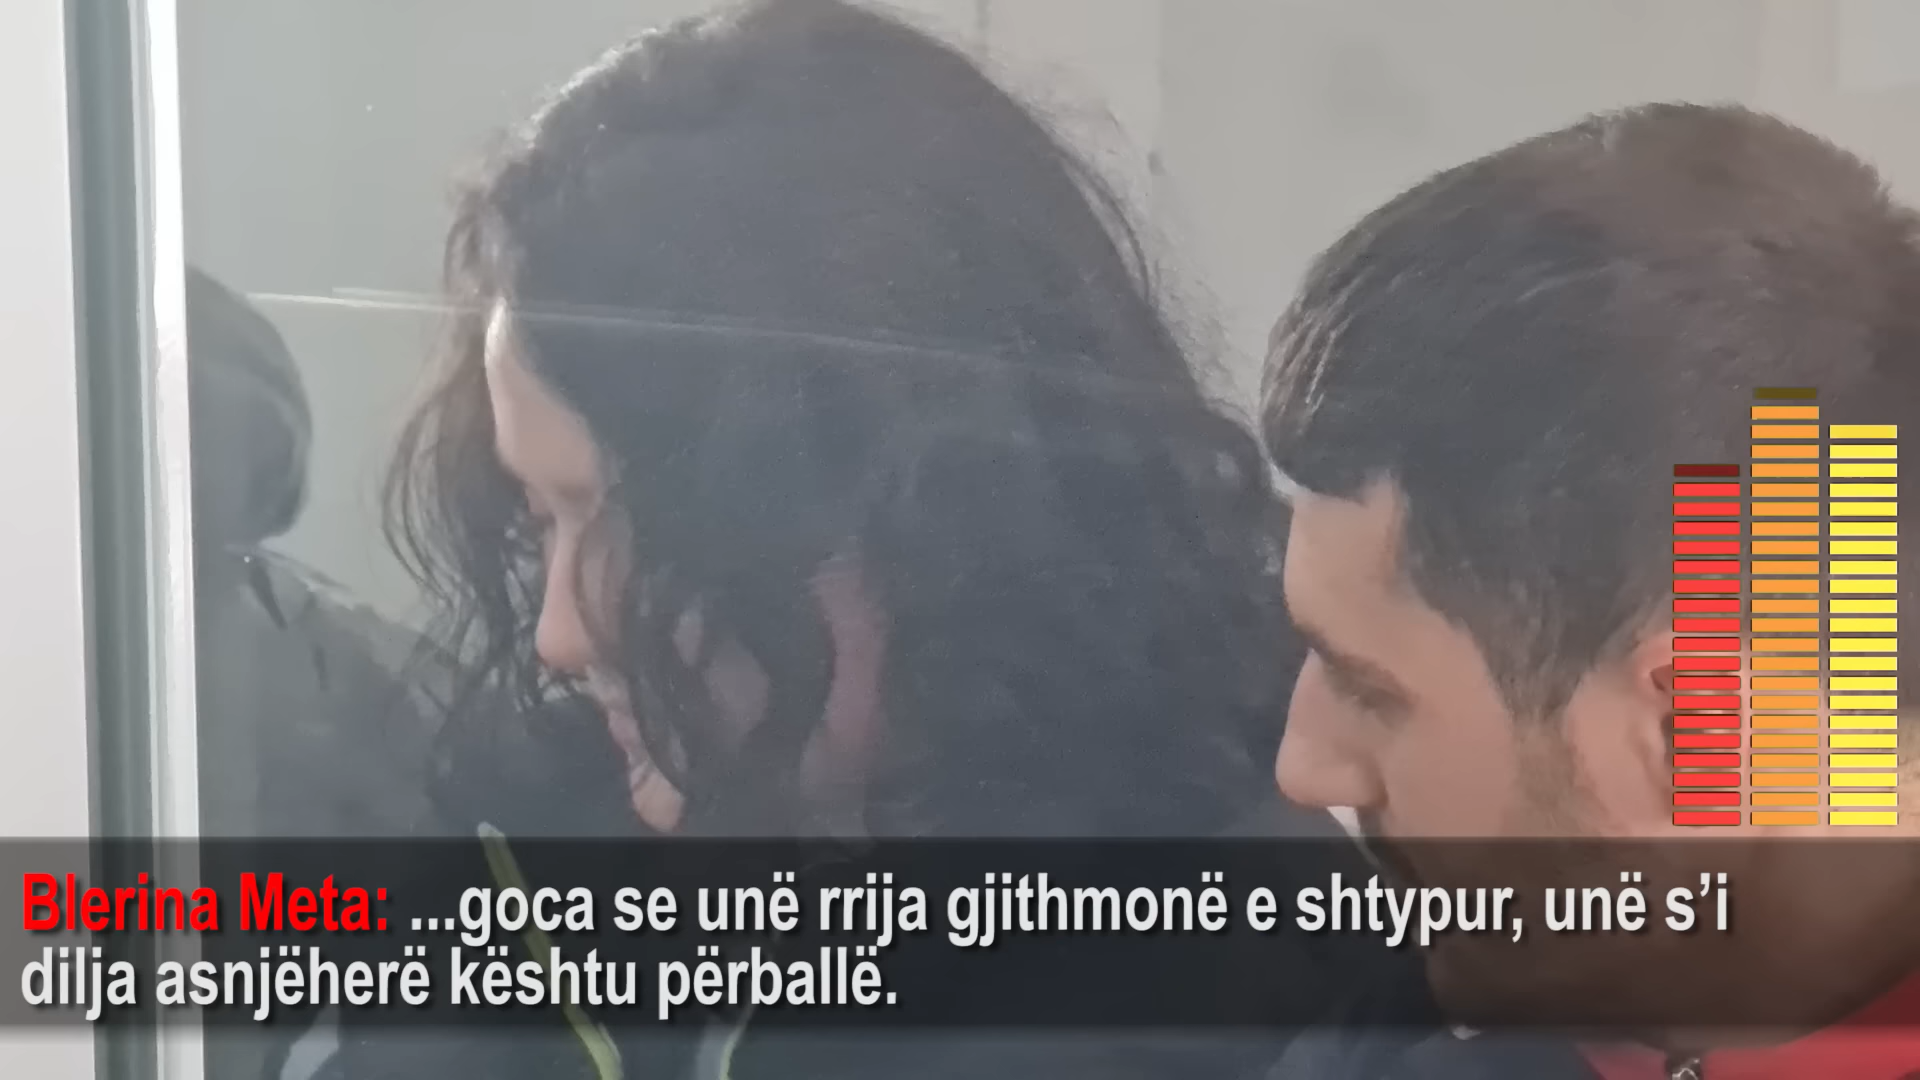 Blerina Meta: ...goca se unë rrija gjithmonë e shtypur, unë s’i
dilja asnjëherë kështu përballë.